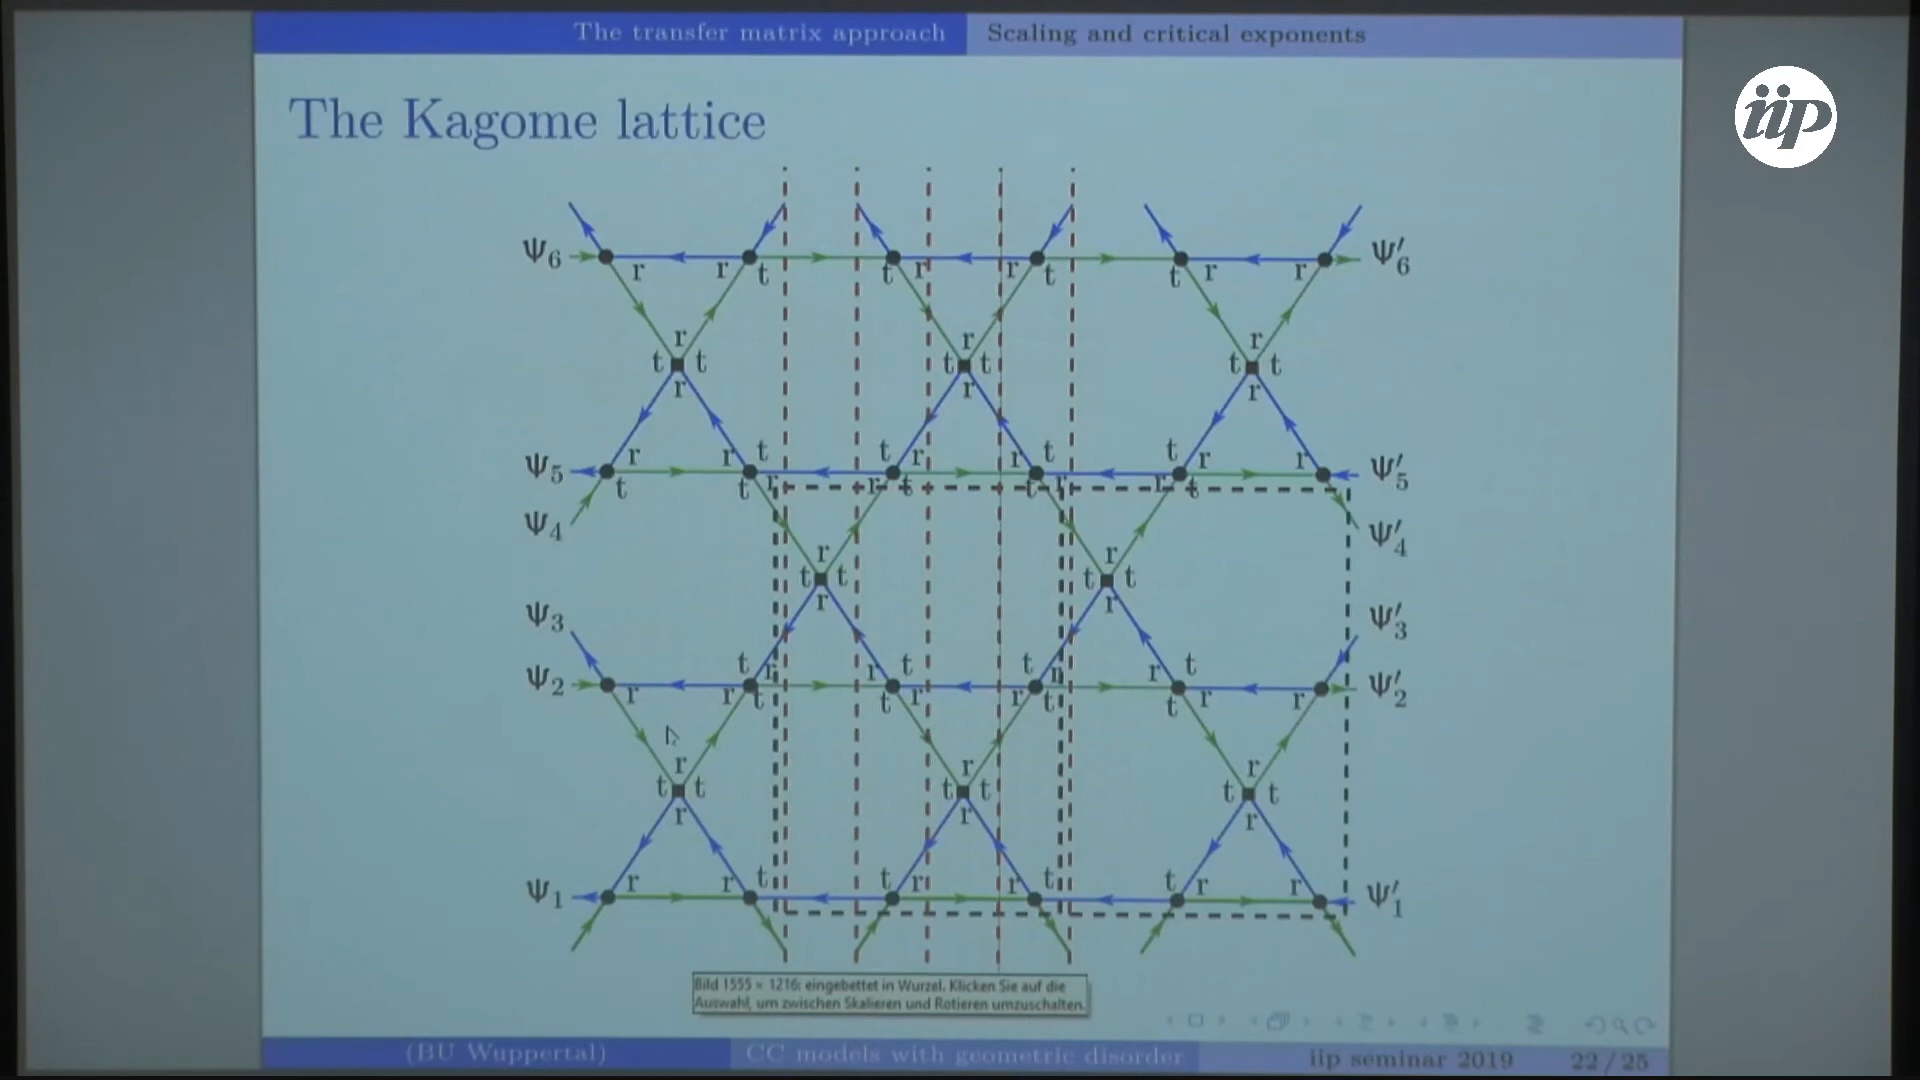 The transfer matrix approach Scaling and critical exponents
iip
The Kagome lattice
Ψ6 r r t t r r t t r r Ψ′6
r r r
t t t t t t
r r r
Ψ5 r r t t r r t t r r Ψ′5
t t r r t t r r t
Ψ4 Ψ′4
r r
t t t t
r r
Ψ3 Ψ′3
t r r t t r r t
Ψ2 r r t t r r t t r r Ψ′2
r r r
t t t t t t
r r r
Ψ1 r r t t r r t t r r Ψ′1
Bild 1555 × 1216: eingebettet in Wurzel. Klicken Sie auf die
Auswahl, um zwischen Skalieren und Rotieren umzuschalten.
(BU Wuppertal) CC models with geometric disorder iip seminar 2019 22 / 25